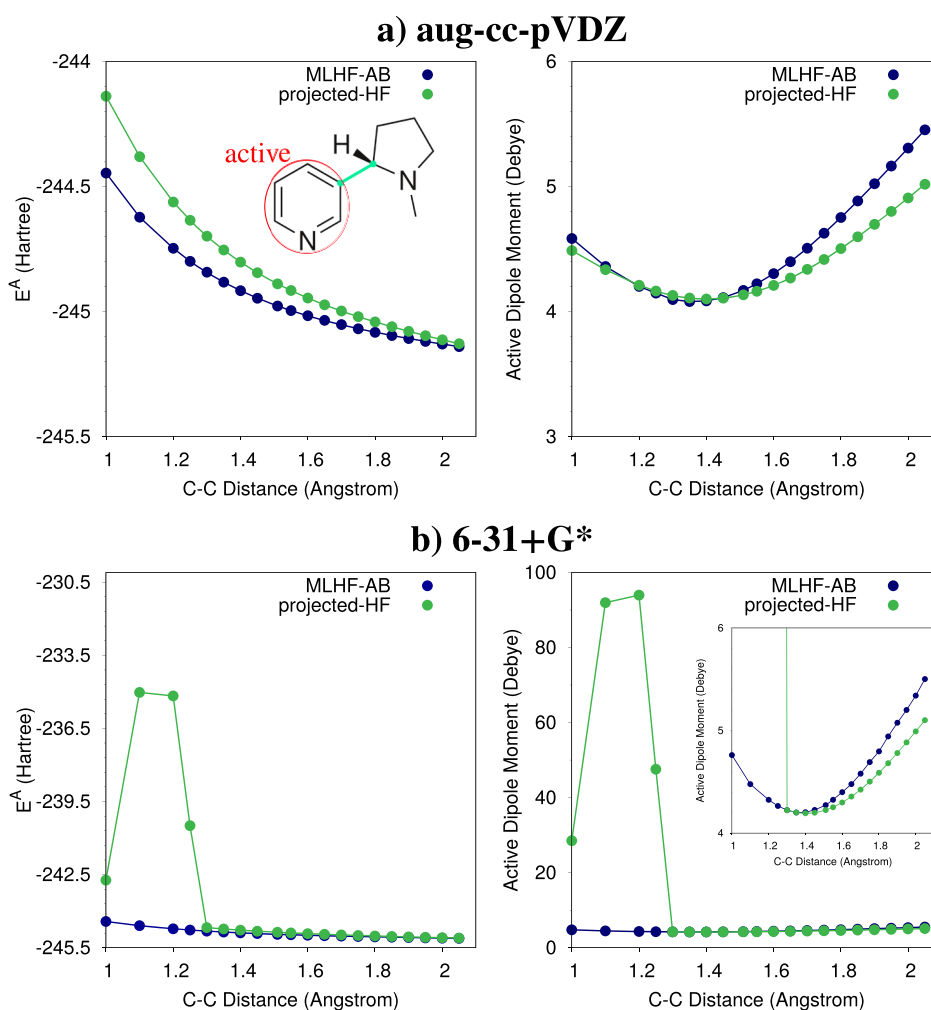 a) aug-cc-pVDZ
-244
-244.5
-245
-245.5
E^A (Hartree)
MLHF-AB
projected-HF
active
H
N
N
1 1.2 1.4 1.6 1.8 2
C-C Distance (Angstrom)
6
5
4
3
Active Dipole Moment (Debye)
MLHF-AB
projected-HF
1 1.2 1.4 1.6 1.8 2
C-C Distance (Angstrom)
b) 6-31+G*
-230.5
-233.5
-236.5
-239.5
-242.5
-245.5
E^A (Hartree)
MLHF-AB
projected-HF
1 1.2 1.4 1.6 1.8 2
C-C Distance (Angstrom)
100
80
60
40
20
0
Active Dipole Moment (Debye)
MLHF-AB
projected-HF
6
5
4
Active Dipole Moment (Debye)
1 1.2 1.4 1.6 1.8 2
C-C Distance (Angstrom)
1 1.2 1.4 1.6 1.8 2
C-C Distance (Angstrom)